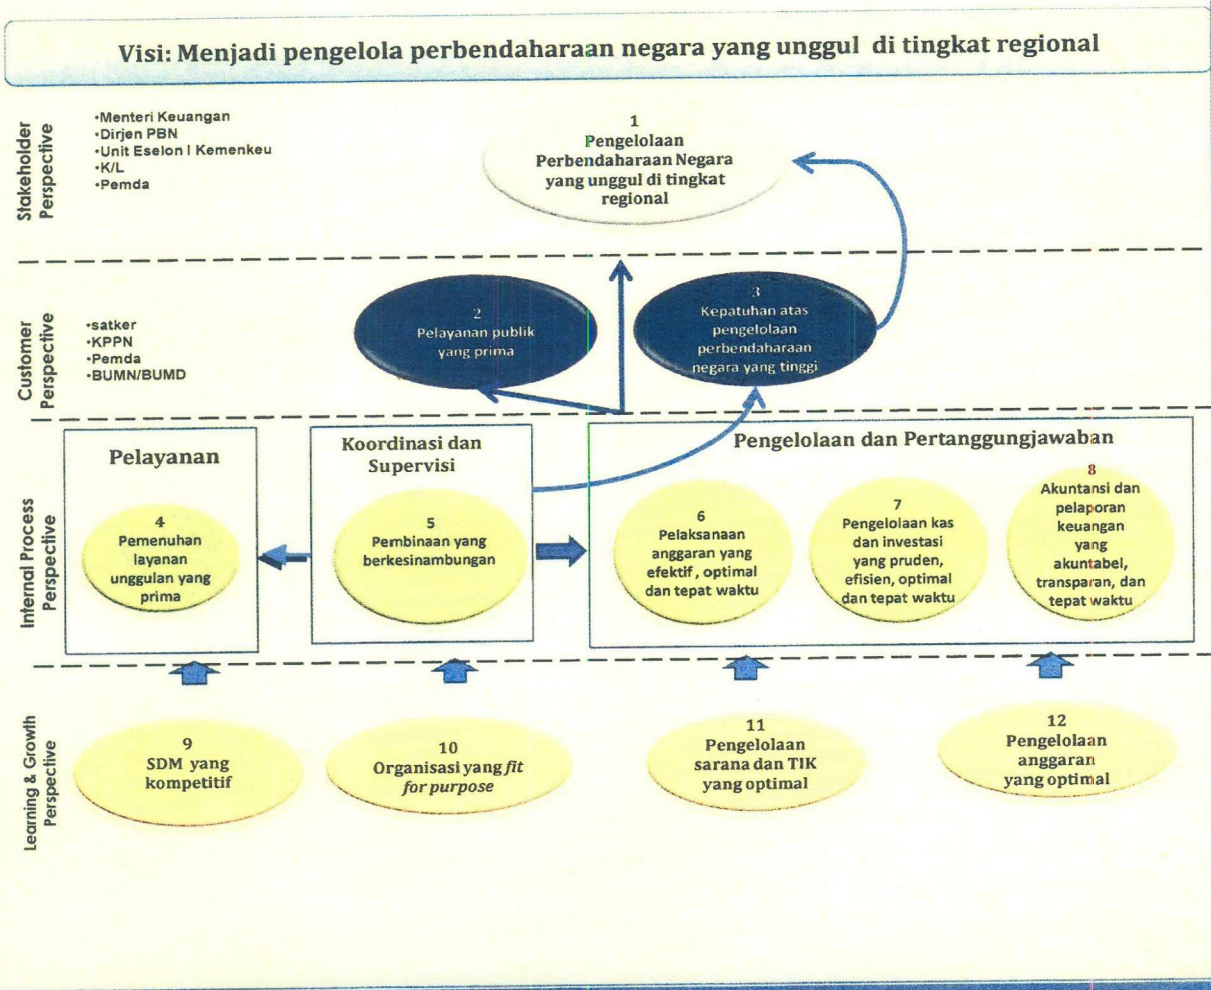 Visi: Menjadi pengelola perbendaharaan negara yang unggul di tingkat regional
Stakeholder
Perspective
•Menteri Keuangan
•Dirjen PBN
•Unit Eselon I Kemenkeu
•K/L
•Pemda
1
Pengelolaan
Perbendaharaan Negara
yang unggul di tingkat
regional
Customer
Perspective
•satker
•KPPN
•Pemda
•BUMN/BUMD
2
Pelayanan publik
yang prima
3
Kepatuhan atas
pengelolaan
perbendaharaan
negara yang tinggi
Internal Process
Perspective
Pelayanan
4
Pemenuhan
layanan
unggulan yang
prima
Koordinasi dan
Supervisi
5
Pembinaan yang
berkesinambungan
Pengelolaan dan Pertanggungjawaban
6
Pelaksanaan
anggaran yang
efektif, optimal
dan tepat waktu
7
Pengelolaan kas
dan investasi
yang pruden,
efisien, optimal
dan tepat waktu
8
Akuntansi dan
pelaporan
keuangan
yang
akuntabel,
transparan, dan
tepat waktu
Learning & Growth
Perspective
9
SDM yang
kompetitif
10
Organisasi yang fit
for purpose
11
Pengelolaan
sarana dan TIK
yang optimal
12
Pengelolaan
anggaran
yang optimal